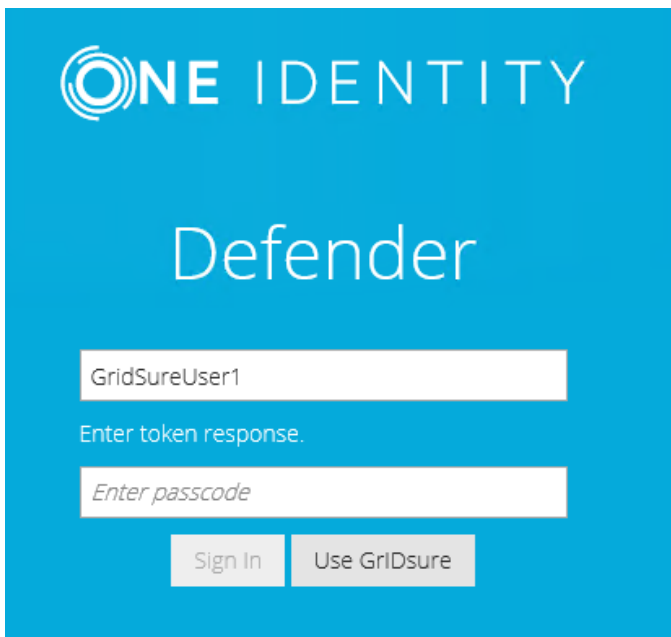 ONE IDENTITY
Defender
GridSureUser1
Enter token response.
Enter passcode
Sign In Use GrIDsure